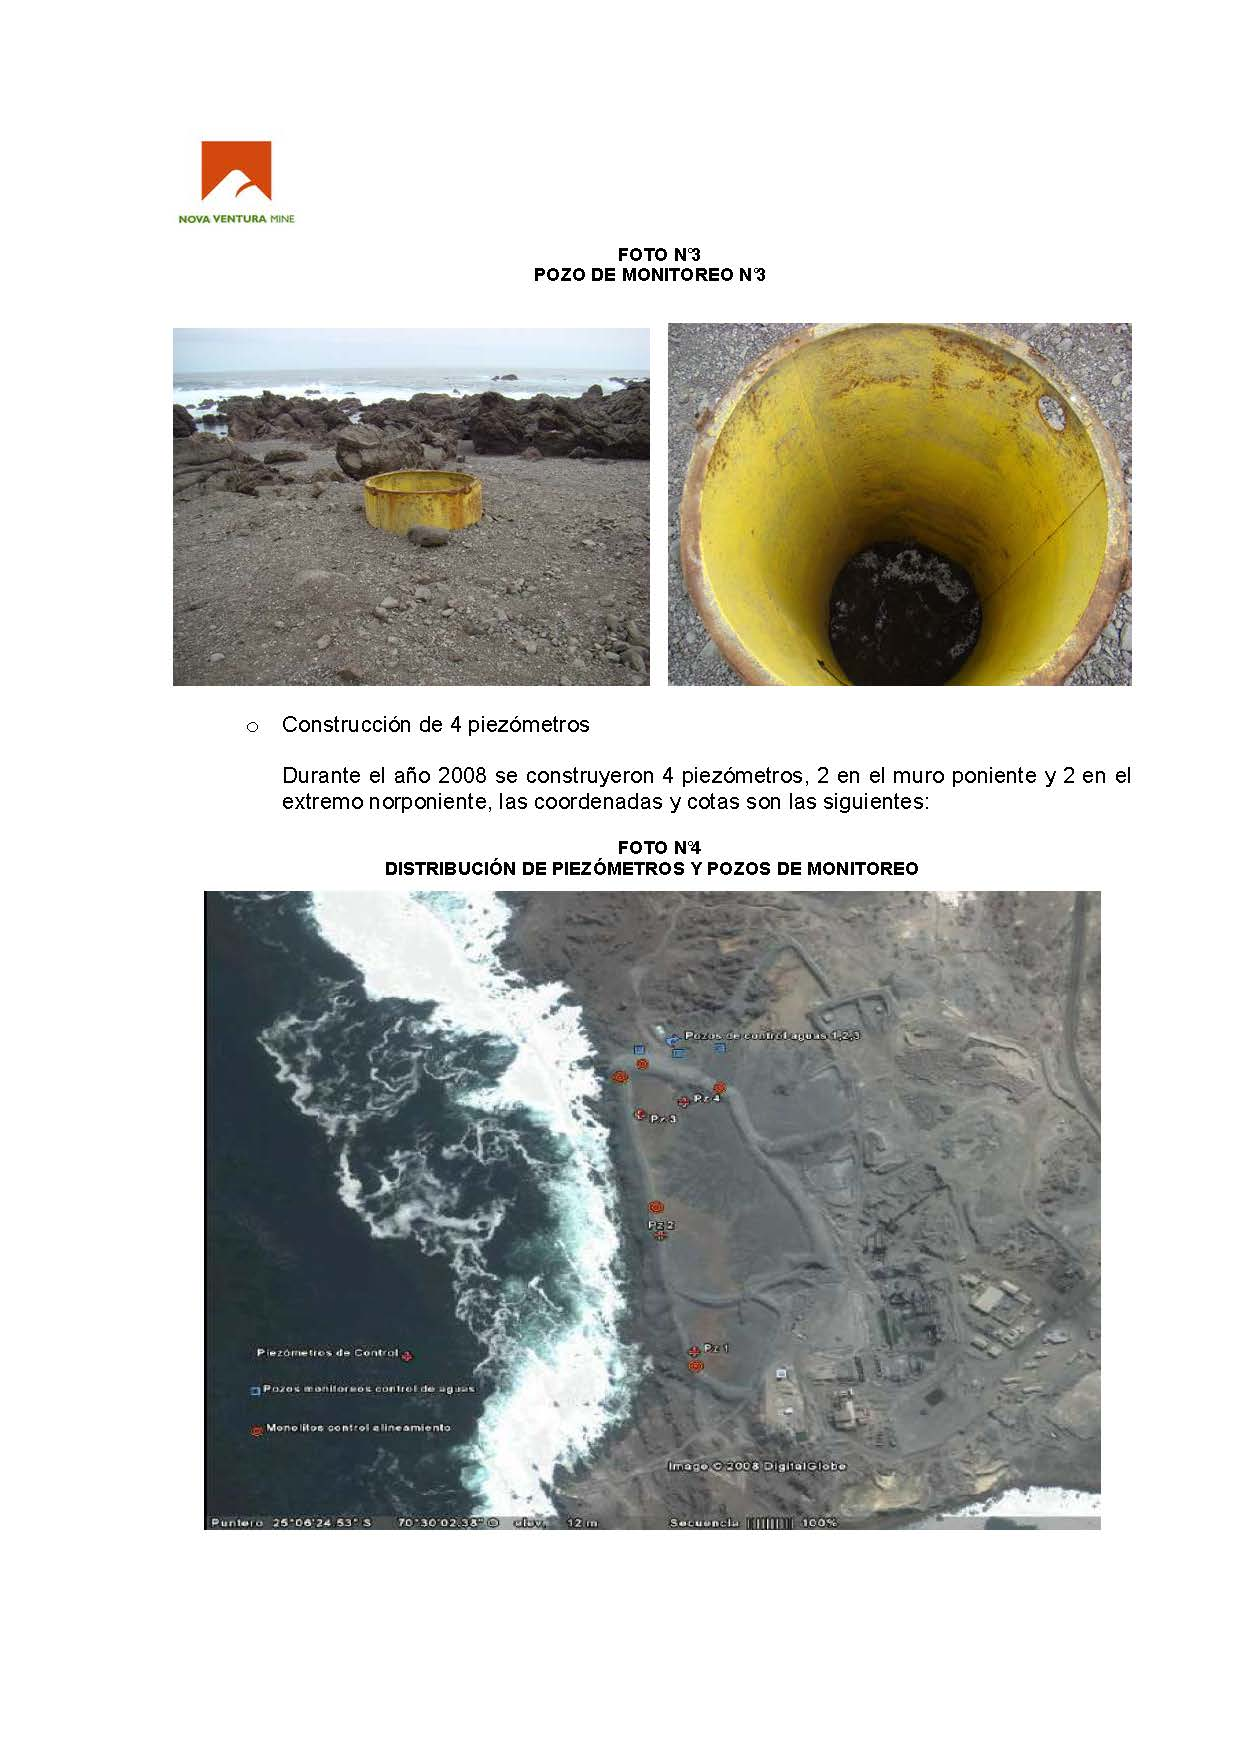 NOVA VENTURA MINE
FOTO N°3
POZO DE MONITOREO N°3
o Construcción de 4 piezómetros
Durante el año 2008 se construyeron 4 piezómetros, 2 en el muro poniente y 2 en el
extremo norponiente, las coordenadas y cotas son las siguientes:
FOTO N°4
DISTRIBUCIÓN DE PIEZÓMETROS Y POZOS DE MONITOREO
Pozos de control aguas 1,2,3
Pz 4
Pz 3
Pz 2
Pz 1
Piezómetros de Control
Pozos monitoreos control de aguas
Monolitos control alineamiento
Image © 2008 DigitalGlobe
Puntero 25°06'24.53" S 70°30'02.38" O elev. 12 m Secuencia |||||||| 100%